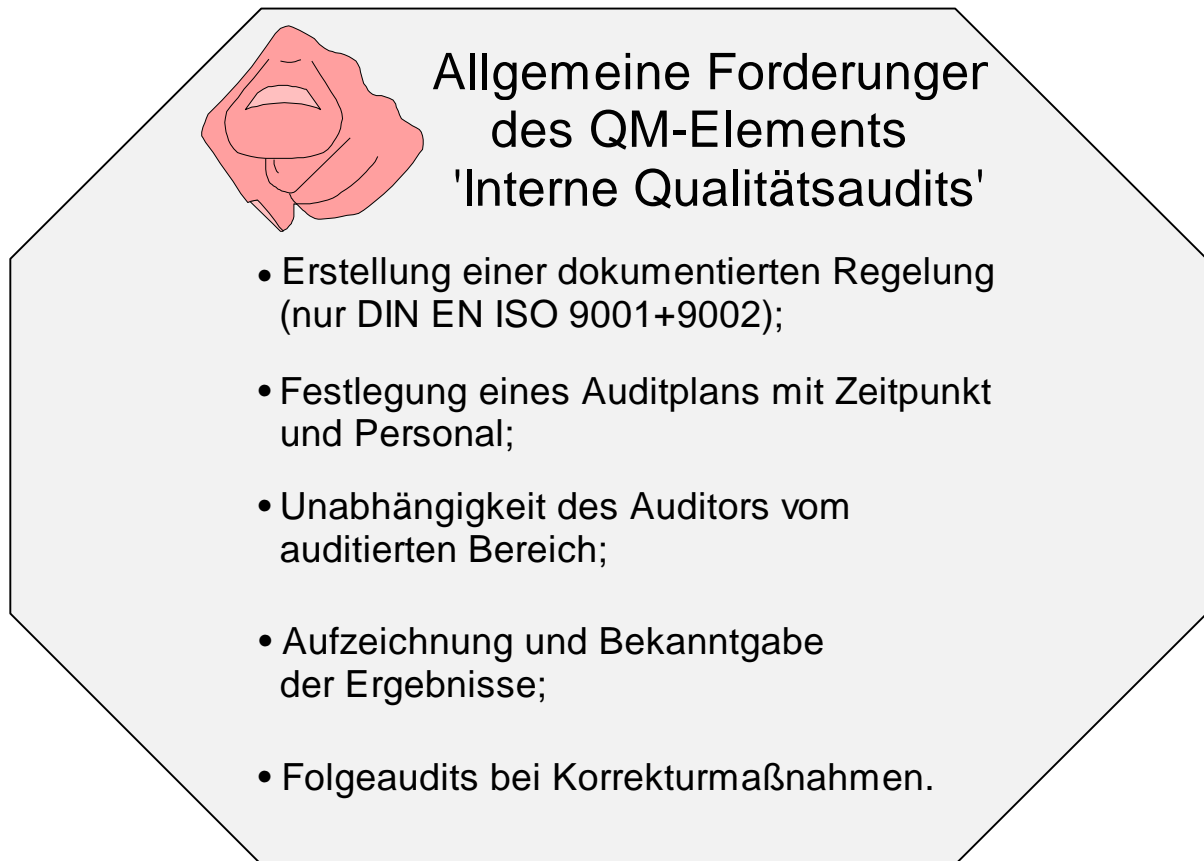 Allgemeine Forderunger
des QM-Elements
'Interne Qualitätsaudits'
• Erstellung einer dokumentierten Regelung
(nur DIN EN ISO 9001+9002);
• Festlegung eines Auditplans mit Zeitpunkt
und Personal;
• Unabhängigkeit des Auditors vom
auditierten Bereich;
• Aufzeichnung und Bekanntgabe
der Ergebnisse;
• Folgeaudits bei Korrekturmaßnahmen.